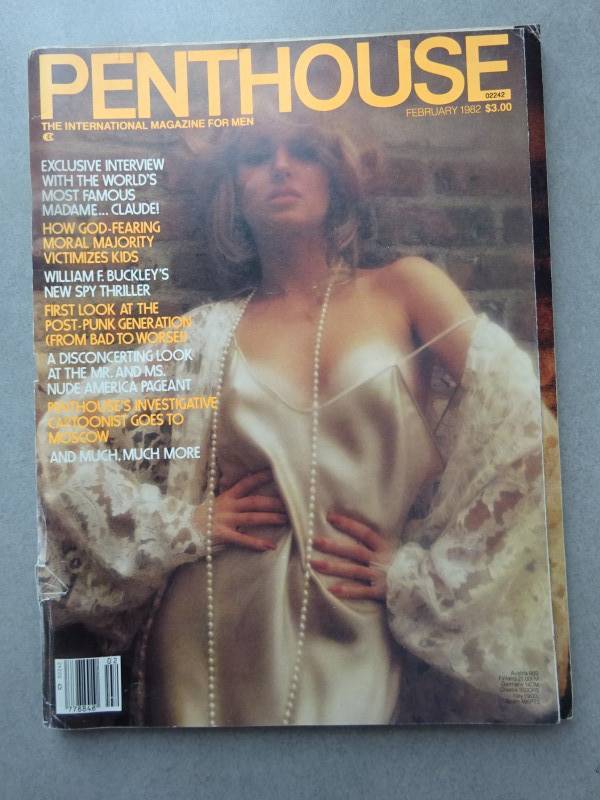 PENTHOUSE
02242
FEBRUARY 1982 $3.00
THE INTERNATIONAL MAGAZINE FOR MEN
EXCLUSIVE INTERVIEW
WITH THE WORLD'S
MOST FAMOUS
MADAME... CLAUDE!
HOW GOD-FEARING
MORAL MAJORITY
VICTIMIZES KIDS
WILLIAM F. BUCKLEY'S
NEW SPY THRILLER
FIRST LOOK AT THE
POST-PUNK GENERATION
(FROM BAD TO WORSE!)
A DISCONCERTING LOOK
AT THE MR. AND MS.
NUDE AMERICA PAGEANT
PENTHOUSE'S INVESTIGATIVE
CARTOONIST GOES TO
MOSCOW
AND MUCH, MUCH MORE
02